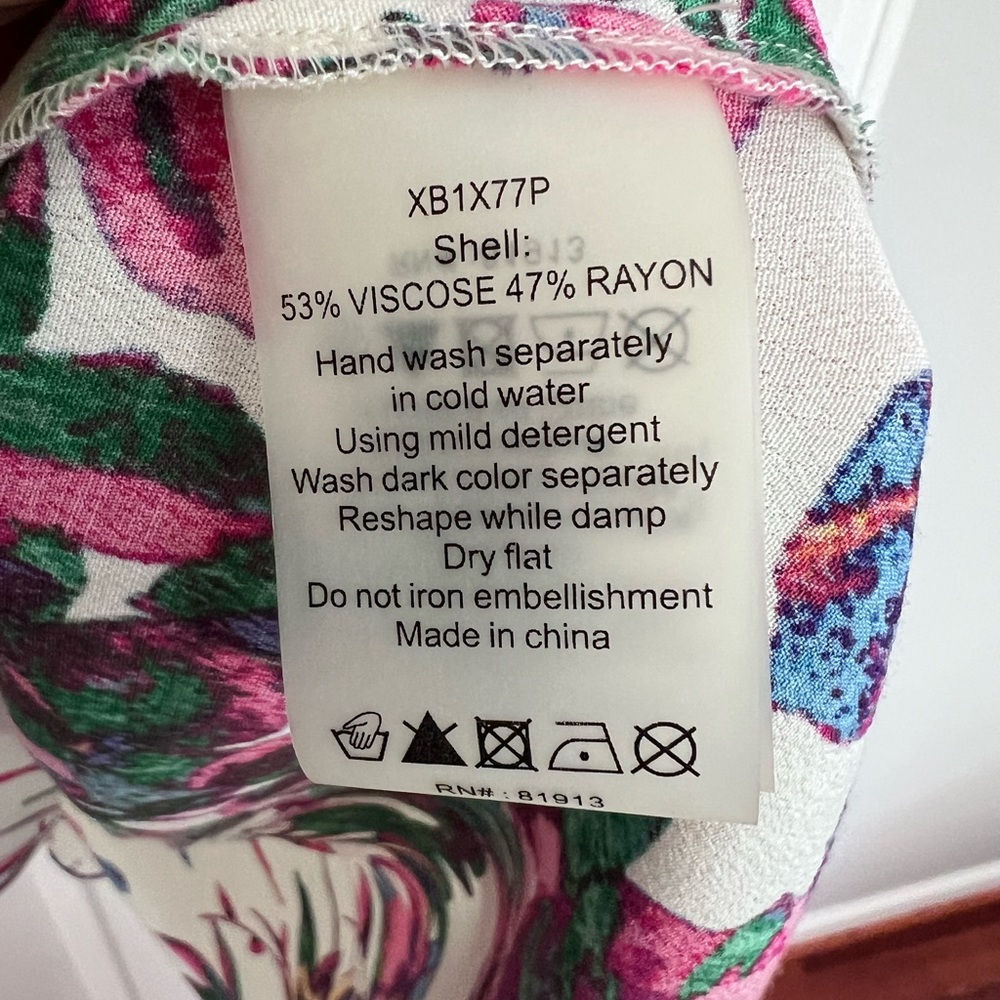 XB1X77P
Shell:
53% VISCOSE 47% RAYON
Hand wash separately
in cold water
Using mild detergent
Wash dark color separately
Reshape while damp
Dry flat
Do not iron embellishment
Made in china
RN# : 81913